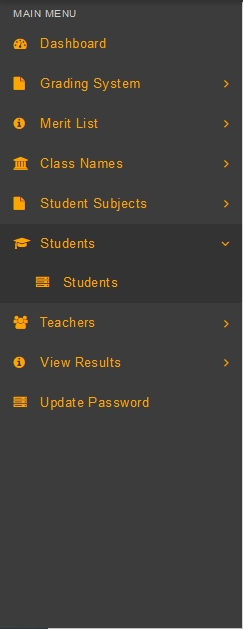 MAIN MENU
Dashboard
Grading System
Merit List
Class Names
Student Subjects
Students
Students
Teachers
View Results
Update Password